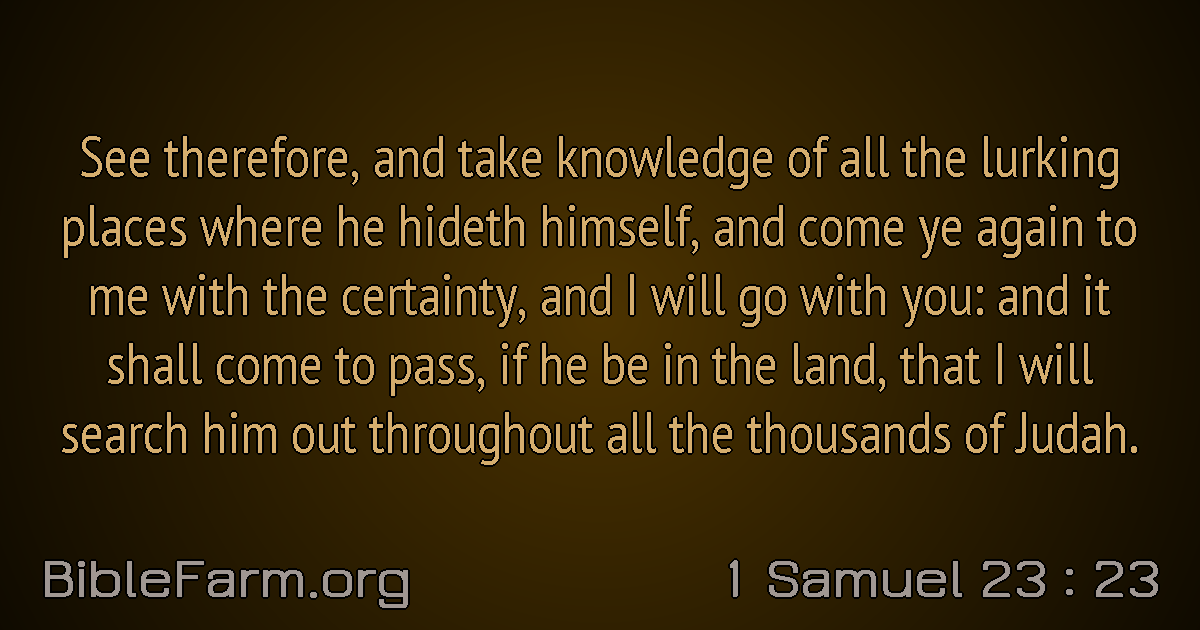 See therefore, and take knowledge of all the lurking
places where he hideth himself, and come ye again to
me with the certainty, and I will go with you: and it
shall come to pass, if he be in the land, that I will
search him out throughout all the thousands of Judah.
BibleFarm.org
1 Samuel 23 : 23